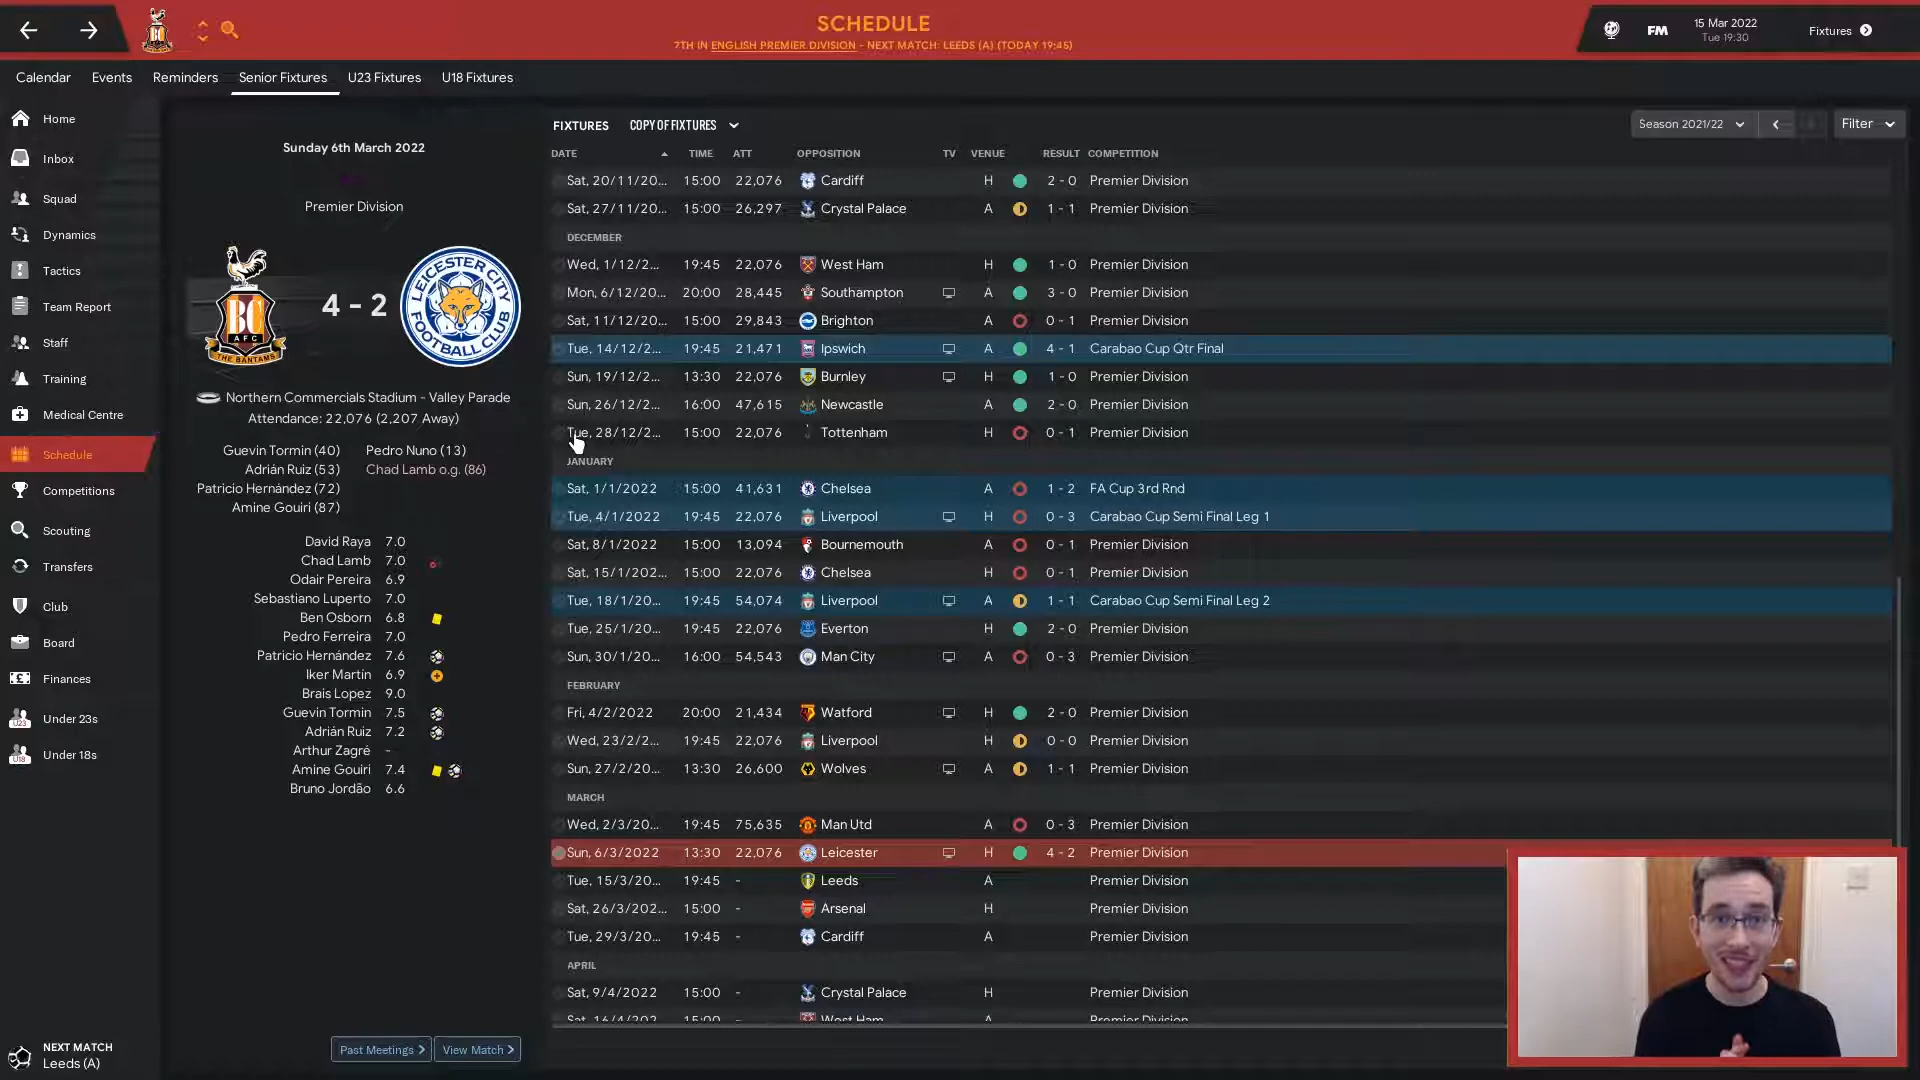 SCHEDULE
7TH IN ENGLISH PREMIER DIVISION - NEXT MATCH: LEEDS (A) (TODAY 19:45)
FM
15 Mar 2022
Tue 19:30
Fixtures
Calendar Events Reminders Senior Fixtures U23 Fixtures U18 Fixtures
Home
Inbox
Squad
Dynamics
Tactics
Team Report
Staff
Training
Medical Centre
Schedule
Competitions
Scouting
Transfers
Club
Board
Finances
U23 Under 23s
U18 Under 18s
NEXT MATCH
Leeds (A)
Sunday 6th March 2022
Premier Division
BC
AFC
THE BANTAMS
4 - 2
LEICESTER CITY
FOOTBALL CLUB
Northern Commercials Stadium - Valley Parade
Attendance: 22,076 (2,207 Away)
Guevin Tormin (40) Pedro Nuno (13)
Adrián Ruiz (53) Chad Lamb o.g. (86)
Patricio Hernández (72)
Amine Gouiri (87)
David Raya 7.0
Chad Lamb 7.0
Odair Pereira 6.9
Sebastiano Luperto 7.0
Ben Osborn 6.8
Pedro Ferreira 7.0
Patricio Hernández 7.6
Iker Martín 6.9
Brais Lopez 9.0
Guevin Tormin 7.5
Adrián Ruiz 7.2
Arthur Zagré -
Amine Gouiri 7.4
Bruno Jordão 6.6
Past Meetings View Match
FIXTURES COPY OF FIXTURES
Season 2021/22 Filter
DATE TIME ATT OPPOSITION TV VENUE RESULT COMPETITION
Sat, 20/11/20... 15:00 22,076 Cardiff H 2 - 0 Premier Division
Sat, 27/11/20... 15:00 26,297 Crystal Palace A 1 - 1 Premier Division
DECEMBER
Wed, 1/12/2... 19:45 22,076 West Ham H 1 - 0 Premier Division
Mon, 6/12/20... 20:00 28,445 Southampton A 3 - 0 Premier Division
Sat, 11/12/20... 15:00 29,843 Brighton A 0 - 1 Premier Division
Tue, 14/12/2... 19:45 21,471 Ipswich A 4 - 1 Carabao Cup Qtr Final
Sun, 19/12/2... 13:30 22,076 Burnley H 1 - 0 Premier Division
Sun, 26/12/2... 16:00 47,615 Newcastle A 2 - 0 Premier Division
Tue, 28/12/2... 15:00 22,076 Tottenham H 0 - 1 Premier Division
JANUARY
Sat, 1/1/2022 15:00 41,631 Chelsea A 1 - 2 FA Cup 3rd Rnd
Tue, 4/1/2022 19:45 22,076 Liverpool H 0 - 3 Carabao Cup Semi Final Leg 1
Sat, 8/1/2022 15:00 13,094 Bournemouth A 0 - 1 Premier Division
Sat, 15/1/202... 15:00 22,076 Chelsea H 0 - 1 Premier Division
Tue, 18/1/20... 19:45 54,074 Liverpool A 1 - 1 Carabao Cup Semi Final Leg 2
Tue, 25/1/20... 19:45 22,076 Everton H 2 - 0 Premier Division
Sun, 30/1/20... 16:00 54,543 Man City A 0 - 3 Premier Division
FEBRUARY
Fri, 4/2/2022 20:00 21,434 Watford H 2 - 0 Premier Division
Wed, 23/2/2... 19:45 22,076 Liverpool H 0 - 0 Premier Division
Sun, 27/2/20... 13:30 26,600 Wolves A 1 - 1 Premier Division
MARCH
Wed, 2/3/20... 19:45 75,635 Man Utd A 0 - 3 Premier Division
Sun, 6/3/2022 13:30 22,076 Leicester H 4 - 2 Premier Division
Tue, 15/3/20... 19:45 - Leeds A Premier Division
Sat, 26/3/202... 15:00 - Arsenal H Premier Division
Tue, 29/3/20... 19:45 - Cardiff A Premier Division
APRIL
Sat, 9/4/2022 15:00 - Crystal Palace H Premier Division
Sat, 16/4/202... 15:00 - West Ham A Premier Division